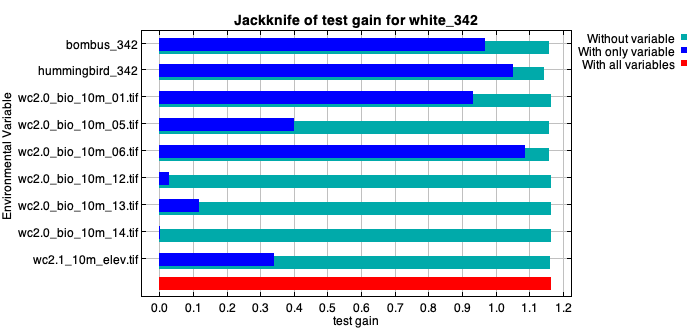 Jackknife of test gain for white_342
Without variable
With only variable
With all variables
Environmental Variable
bombus_342
hummingbird_342
wc2.0_bio_10m_01.tif
wc2.0_bio_10m_05.tif
wc2.0_bio_10m_06.tif
wc2.0_bio_10m_12.tif
wc2.0_bio_10m_13.tif
wc2.0_bio_10m_14.tif
wc2.1_10m_elev.tif
0.0 0.1 0.2 0.3 0.4 0.5 0.6 0.7 0.8 0.9 1.0 1.1 1.2
test gain